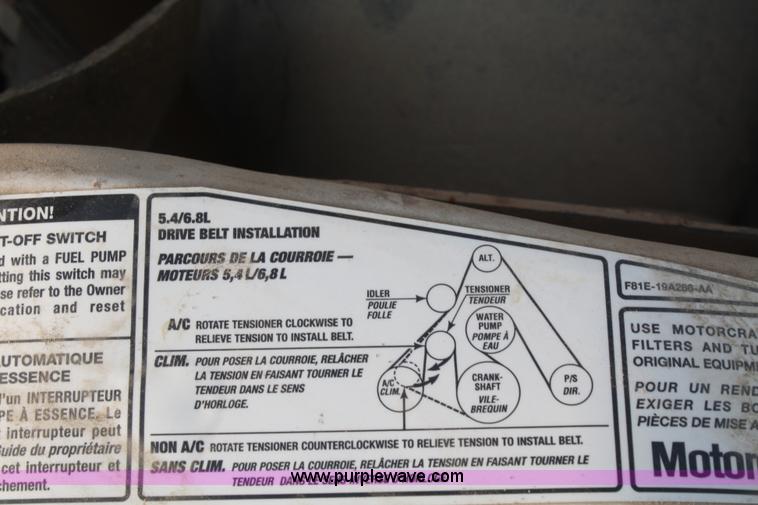 NTION!
T-OFF SWITCH
d with a FUEL PUMP
tting this switch may
se refer to the Owner
cation and reset
AUTOMATIQUE
ESSENCE
d'un INTERRUPTEUR
PE À ESSENCE. Le
t interrupteur peut
Guide du propriétaire
cet interrupteur et
chement.
5.4/6.8L
DRIVE BELT INSTALLATION
PARCOURS DE LA COURROIE —
MOTEURS 5,4 L/6,8 L
A/C ROTATE TENSIONER CLOCKWISE TO
RELIEVE TENSION TO INSTALL BELT.
CLIM. POUR POSER LA COURROIE, RELÂCHER
LA TENSION EN FAISANT TOURNER LE
TENDEUR DANS LE SENS
D'HORLOGE.
ALT.
IDLER
POULIE
FOLLE
TENSIONER
TENDEUR
WATER
PUMP
POMPE À
EAU
A/C
CLIM.
CRANK-
SHAFT
VILE-
BREQUIN
P/S
DIR.
NON A/C ROTATE TENSIONER COUNTERCLOCKWISE TO RELIEVE TENSION TO INSTALL BELT.
SANS CLIM. POUR POSER LA COURROIE, RELÂCHER LA TENSION EN FAISANT TOURNER LE
TENDEUR DANS LE SENS
F81E-19A286-AA
USE MOTORCRA
FILTERS AND TU
ORIGINAL EQUIPM
POUR UN REND
EXIGER LES BO
PIÈCES DE MISE A
Motor
www.purplewave.com